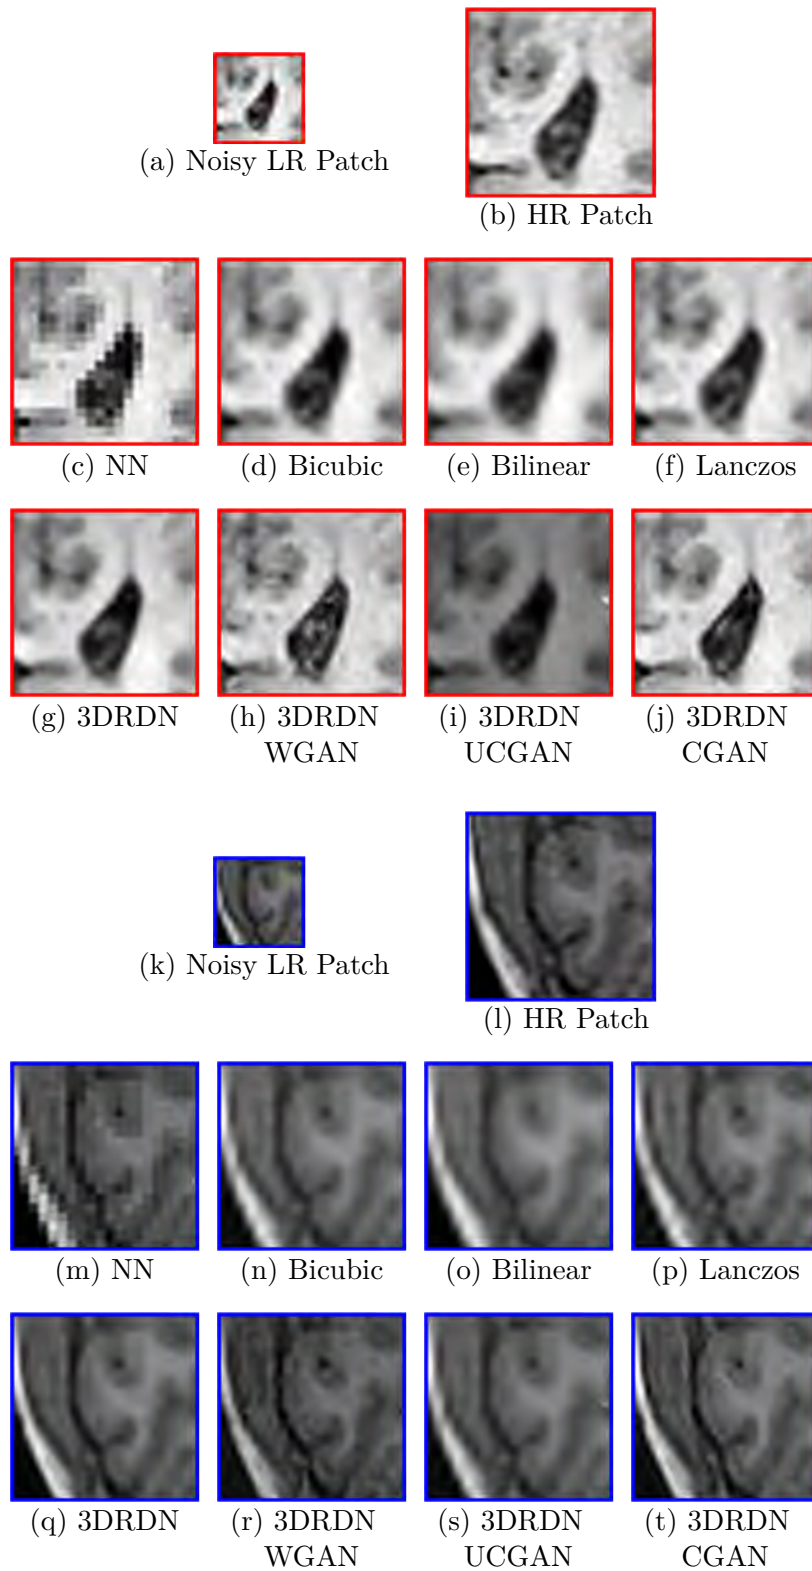 (a) Noisy LR Patch
(b) HR Patch
(c) NN
(d) Bicubic
(e) Bilinear
(f) Lanczos
(g) 3DRDN
(h) 3DRDN
WGAN
(i) 3DRDN
UCGAN
(j) 3DRDN
CGAN
(k) Noisy LR Patch
(l) HR Patch
(m) NN
(n) Bicubic
(o) Bilinear
(p) Lanczos
(q) 3DRDN
(r) 3DRDN
WGAN
(s) 3DRDN
UCGAN
(t) 3DRDN
CGAN